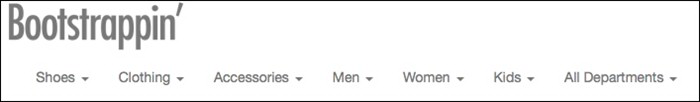 Bootstrappin'
Shoes Clothing Accessories Men Women Kids All Departments